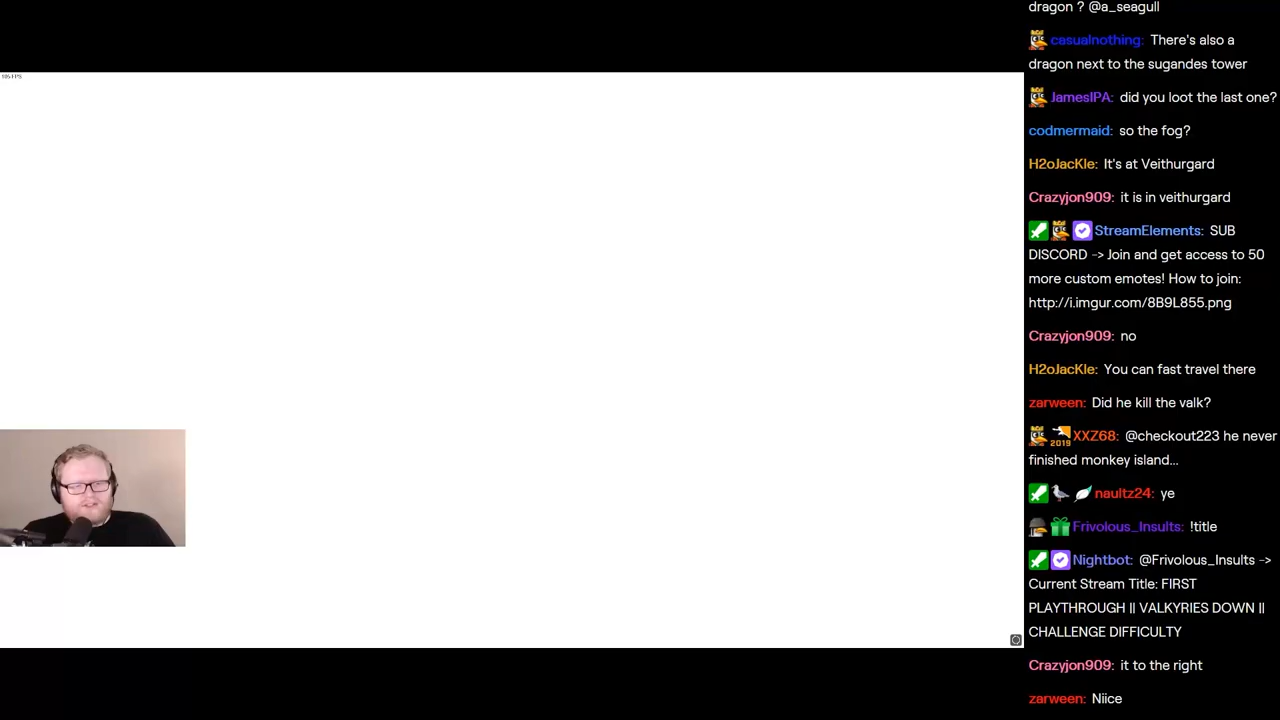 dragon ? @a_seagull
casualnothing: There's also a
dragon next to the sugandes tower
JamesIPA: did you loot the last one?
codmermaid: so the fog?
H2oJacKle: It's at Veithurgard
Crazyjon909: it is in veithurgard
StreamElements: SUB
DISCORD -> Join and get access to 50
more custom emotes! How to join:
http://i.imgur.com/8B9L855.png
Crazyjon909: no
H2oJacKle: You can fast travel there
zarween: Did he kill the valk?
2019 XXZ68: @checkout223 he never
finished monkey island...
naultz24: ye
Frivolous_Insults: !title
Nightbot: @Frivolous_Insults ->
Current Stream Title: FIRST
PLAYTHROUGH || VALKYRIES DOWN ||
CHALLENGE DIFFICULTY
Crazyjon909: it to the right
zarween: Niice